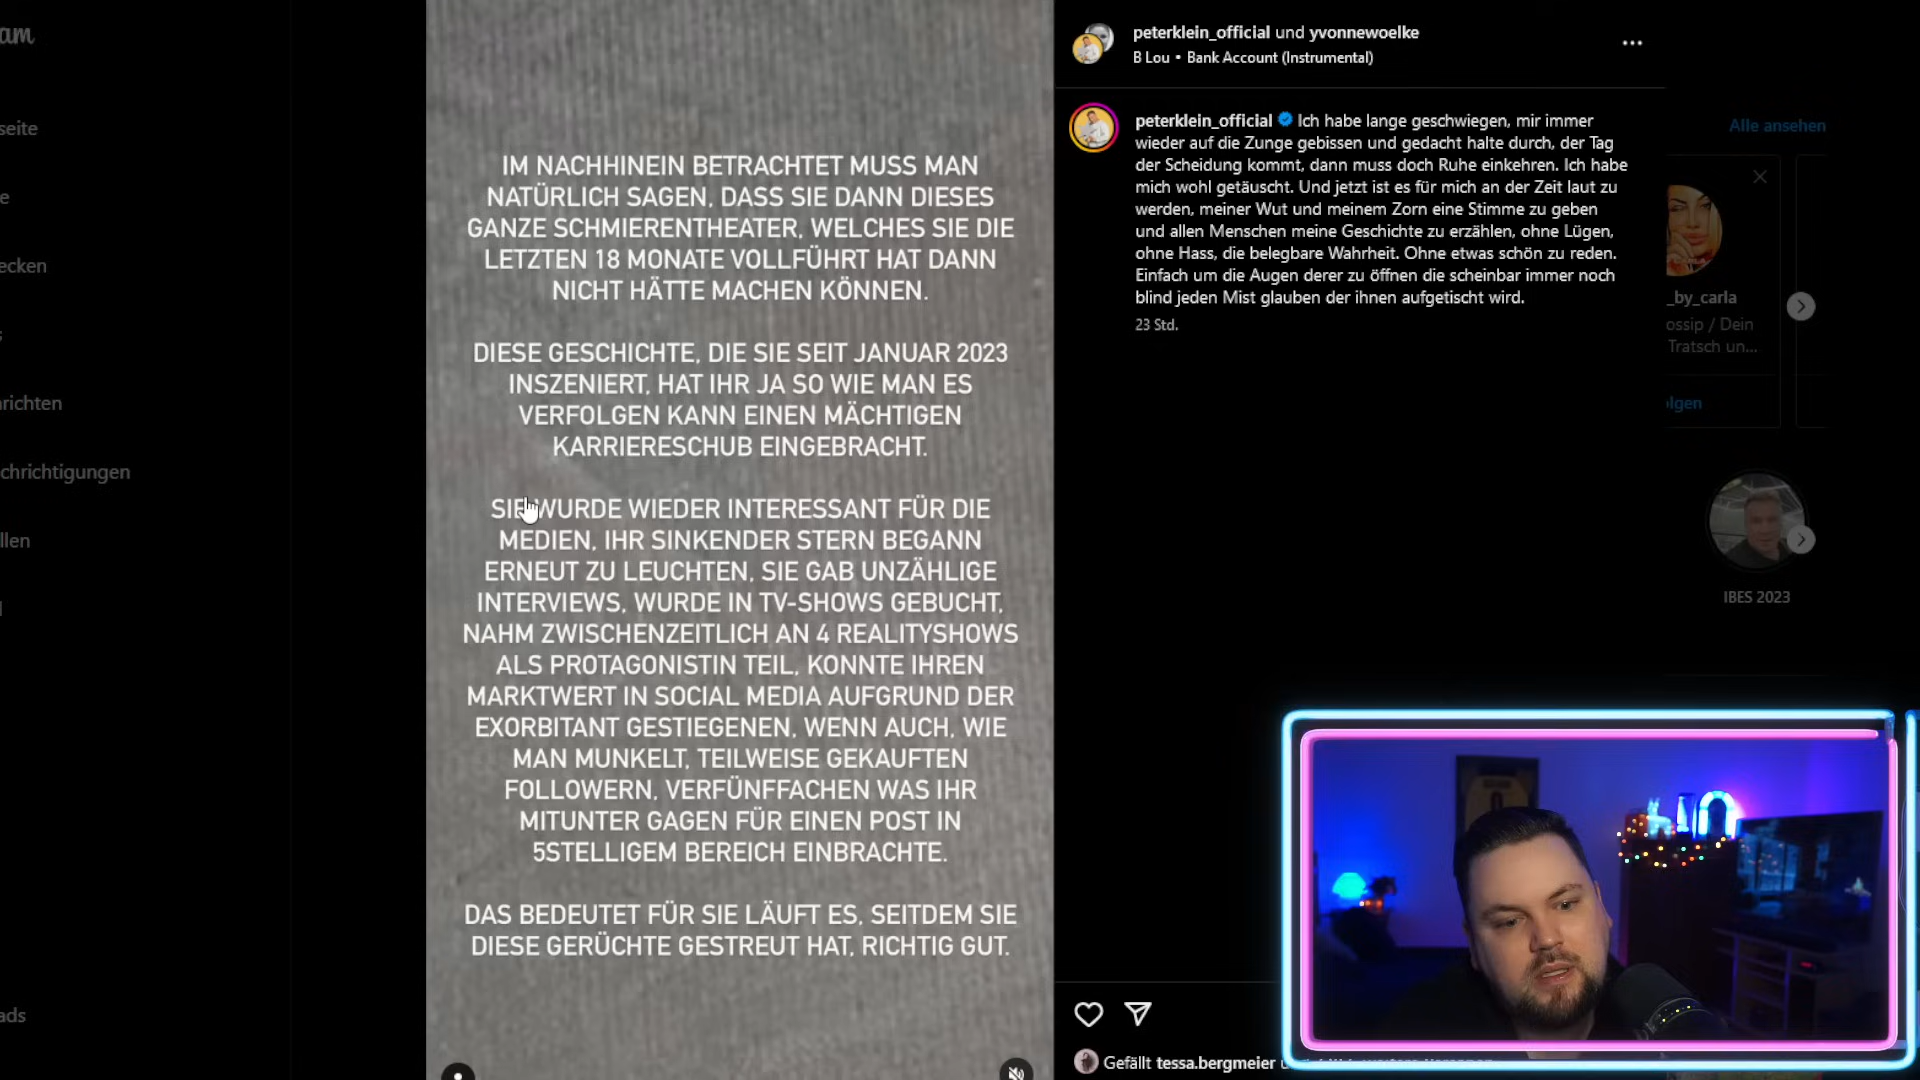 am
seite
e
ecken
s
richten
chrichtigungen
llen
ads
IM NACHHINEIN BETRACHTET MUSS MAN
NATÜRLICH SAGEN, DASS SIE DANN DIESES
GANZE SCHMIERENTHEATER, WELCHES SIE DIE
LETZTEN 18 MONATE VOLLFÜHRT HAT DANN
NICHT HÄTTE MACHEN KÖNNEN.
DIESE GESCHICHTE, DIE SIE SEIT JANUAR 2023
INSZENIERT, HAT IHR JA SO WIE MAN ES
VERFOLGEN KANN EINEN MÄCHTIGEN
KARRIERESCHUB EINGEBRACHT.
SIE WURDE WIEDER INTERESSANT FÜR DIE
MEDIEN, IHR SINKENDER STERN BEGANN
ERNEUT ZU LEUCHTEN, SIE GAB UNZÄHLIGE
INTERVIEWS, WURDE IN TV-SHOWS GEBUCHT,
NAHM ZWISCHENZEITLICH AN 4 REALITYSHOWS
ALS PROTAGONISTIN TEIL, KONNTE IHREN
MARKTWERT IN SOCIAL MEDIA AUFGRUND DER
EXORBITANT GESTIEGENEN, WENN AUCH, WIE
MAN MUNKELT, TEILWEISE GEKAUFTEN
FOLLOWERN, VERFÜNFFACHEN WAS IHR
MITUNTER GAGEN FÜR EINEN POST IN
5STELLIGEM BEREICH EINBRACHTE.
DAS BEDEUTET FÜR SIE LÄUFT ES, SEITDEM SIE
DIESE GERÜCHTE GESTREUT HAT, RICHTIG GUT.
peterklein_official und yvonnewoelke
B Lou • Bank Account (Instrumental)
peterklein_official Ich habe lange geschwiegen, mir immer
wieder auf die Zunge gebissen und gedacht halte durch, der Tag
der Scheidung kommt, dann muss doch Ruhe einkehren. Ich habe
mich wohl getäuscht. Und jetzt ist es für mich an der Zeit laut zu
werden, meiner Wut und meinem Zorn eine Stimme zu geben
und allen Menschen meine Geschichte zu erzählen, ohne Lügen,
ohne Hass, die belegbare Wahrheit. Ohne etwas schön zu reden.
Einfach um die Augen derer zu öffnen die scheinbar immer noch
blind jeden Mist glauben der ihnen aufgetischt wird.
23 Std.
Gefällt tessa.bergmeier
Alle ansehen
_by_carla
ossip / Dein
Tratsch un...
lgen
IBES 2023